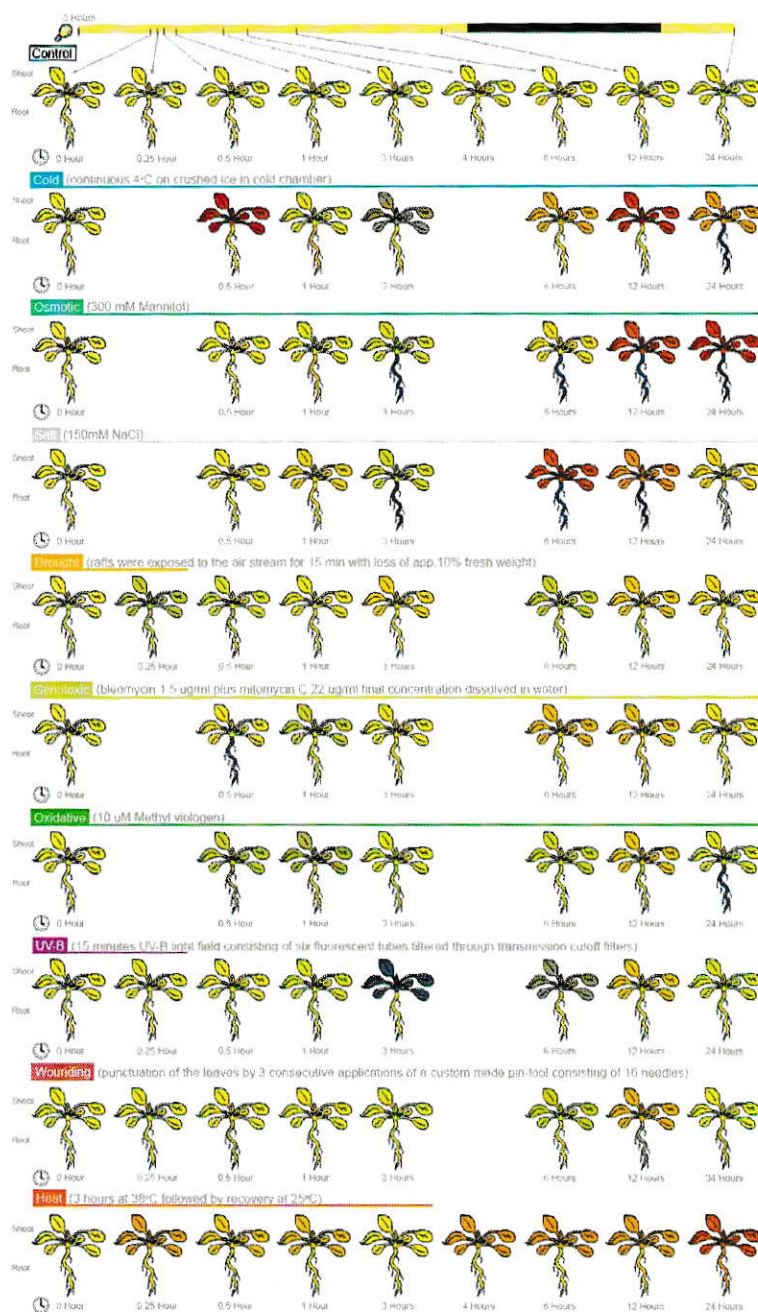 -3 Hours
Control
Shoot
Root
0 Hour 0.25 Hour 0.5 Hour 1 Hour 3 Hours 4 Hours 6 Hours 12 Hours 24 Hours
Cold (continuous 4ºC on crushed ice in cold chamber)
Shoot
Root
0 Hour 0.5 Hour 1 Hour 3 Hours 6 Hours 12 Hours 24 Hours
Osmotic (300 mM Mannitol)
Shoot
Root
0 Hour 0.5 Hour 1 Hour 3 Hours 6 Hours 12 Hours 24 Hours
Salt (150mM NaCl)
Shoot
Root
0 Hour 0.5 Hour 1 Hour 3 Hours 6 Hours 12 Hours 24 Hours
Drought (rafts were exposed to the air stream for 15 min with loss of app.10% fresh weight)
Shoot
Root
0 Hour 0.25 Hour 0.5 Hour 1 Hour 3 Hours 6 Hours 12 Hours 24 Hours
Genotoxic (bleomycin 1.5 ug/ml plus mitomycin C 22 ug/ml final concentration dissolved in water)
Shoot
Root
0 Hour 0.5 Hour 1 Hour 3 Hours 6 Hours 12 Hours 24 Hours
Oxidative (10 uM Methyl viologen)
Shoot
Root
0 Hour 0.5 Hour 1 Hour 3 Hours 6 Hours 12 Hours 24 Hours
UV-B (15 minutes UV-B light field consisting of six fluorescent tubes filtered through transmission cutoff filters)
Shoot
Root
0 Hour 0.25 Hour 0.5 Hour 1 Hour 3 Hours 6 Hours 12 Hours 24 Hours
Wounding (punctuation of the leaves by 3 consecutive applications of a custom made pin-tool consisting of 16 needles)
Shoot
Root
0 Hour 0.25 Hour 0.5 Hour 1 Hour 3 Hours 6 Hours 12 Hours 24 Hours
Heat (3 hours at 38ºC followed by recovery at 25ºC)
Shoot
Root
0 Hour 0.25 Hour 0.5 Hour 1 Hour 3 Hours 4 Hour 6 Hours 12 Hours 24 Hours